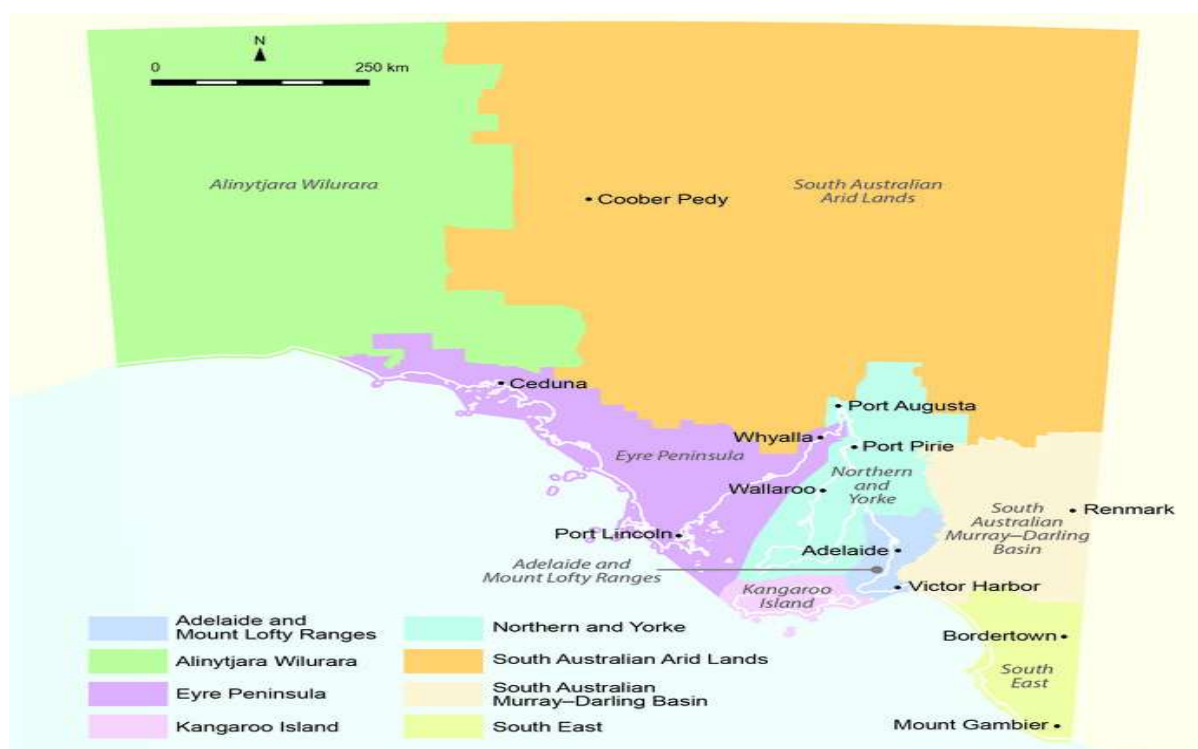 N
0 250 km
Alinytjara Wilurara
South Australian
Arid Lands
Coober Pedy
Ceduna
Port Augusta
Whyalla
Port Pirie
Eyre Peninsula
Northern
and
Yorke
Wallaroo
South
Australian
Murray–Darling
Basin
Renmark
Port Lincoln
Adelaide
Adelaide and
Mount Lofty Ranges
Kangaroo
Island
Victor Harbor
Bordertown
South
East
Mount Gambier
Adelaide and
Mount Lofty Ranges
Alinytjara Wilurara
Eyre Peninsula
Kangaroo Island
Northern and Yorke
South Australian Arid Lands
South Australian
Murray–Darling Basin
South East